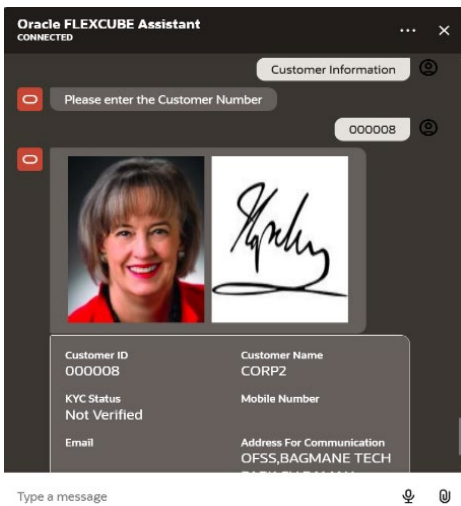 Oracle FLEXCUBE Assistant
CONNECTED
Customer Information
Please enter the Customer Number
000008
Customer ID
000008
Customer Name
CORP2
KYC Status
Not Verified
Mobile Number
Email
Address For Communication
OFSS,BAGMANE TECH
Type a message